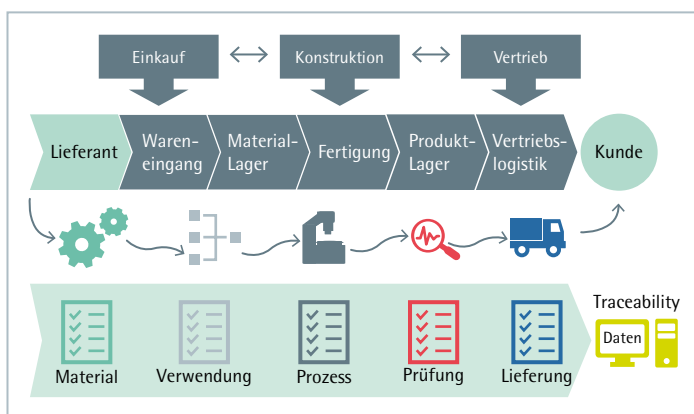 Einkauf
Konstruktion
Vertrieb
Lieferant
Waren-
eingang
Material-
Lager
Fertigung
Produkt-
Lager
Vertriebs-
logistik
Kunde
Traceability
Daten
Material
Verwendung
Prozess
Prüfung
Lieferung